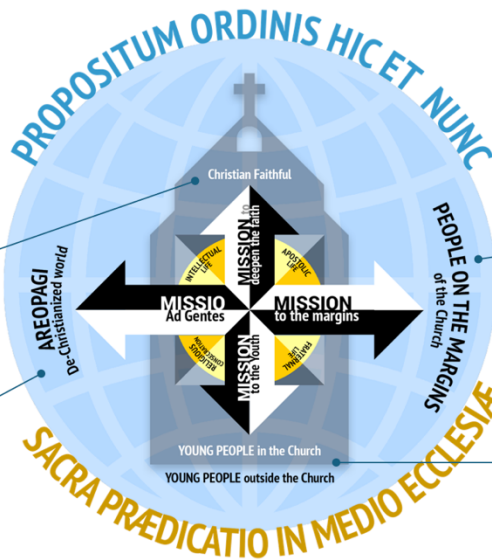 PROPOSITUM ORDINIS HIC ET NUNC
Christian Faithful
MISSION to
deepen the faith
INTELLECTUAL
LIFE
APOSTOLIC
LIFE
AREOPAGI
De-Christianized world
MISSIO
Ad Gentes
MISSION
to the margins
PEOPLE ON THE MARGINS
of the Church
RELIGIOUS
CONSECRATION
FRATERNAL
LIFE
MISSION
to the Youth
YOUNG PEOPLE in the Church
YOUNG PEOPLE outside the Church
SACRA PRÆDICATIO IN MEDIO ECCLESIÆ